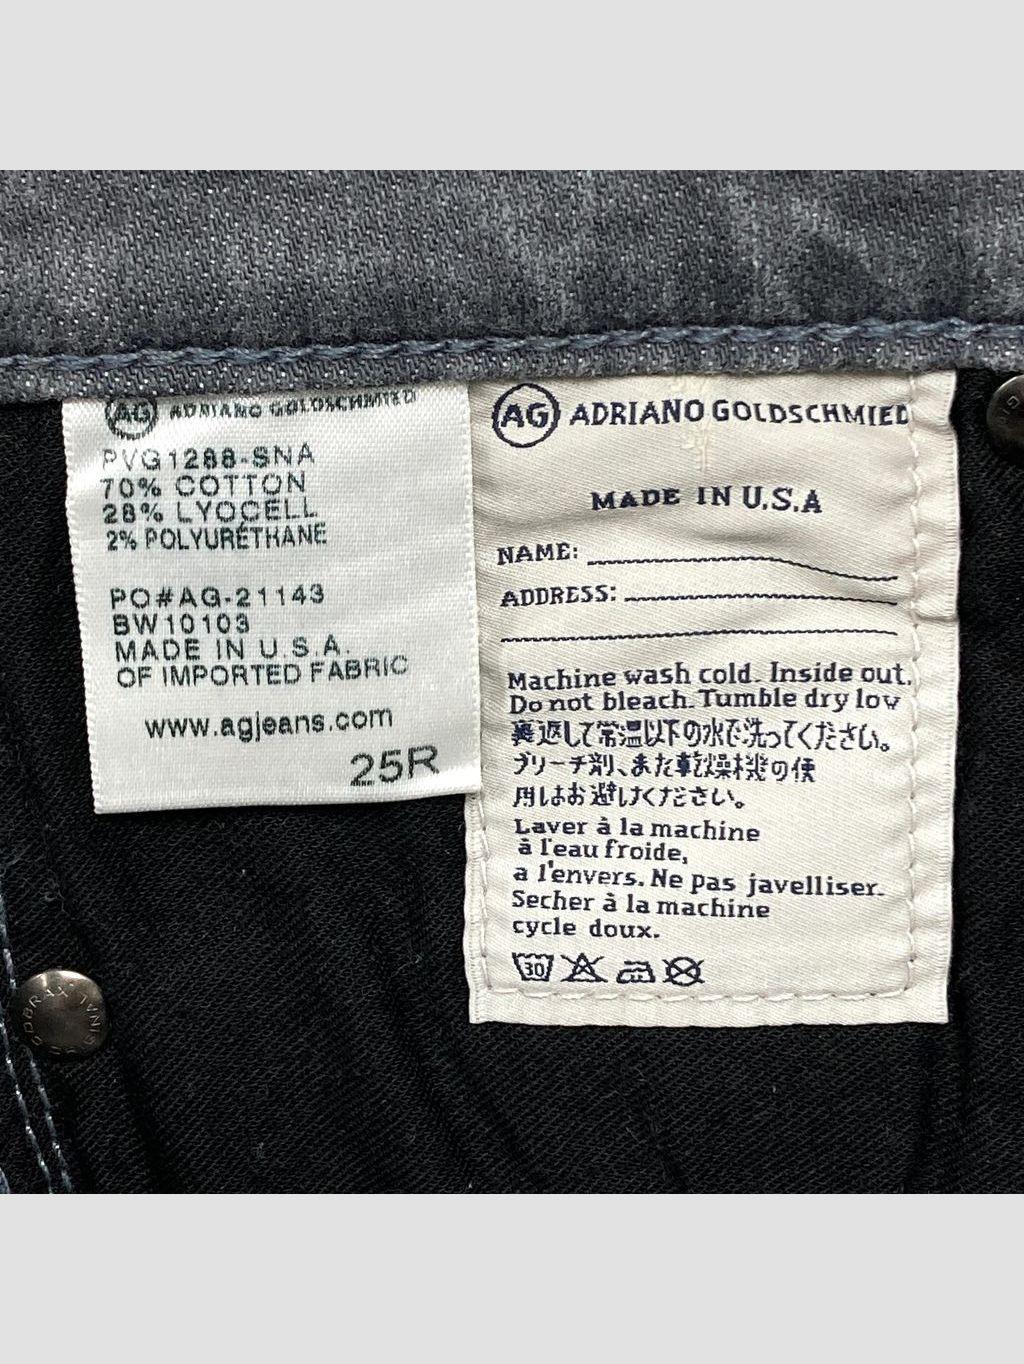 AG ADRIANO GOLDSCHMIED
PVG1288-SNA
70% COTTON
28% LYOCELL
2% POLYURÉTHANE
PO#AG-21143
BW10103
MADE IN U.S.A.
OF IMPORTED FABRIC
www.agjeans.com
25R
AG ADRIANO GOLDSCHMIED
MADE IN U.S.A
NAME:
ADDRESS:
Machine wash cold. Inside out.
Do not bleach. Tumble dry low
裏返して常温以下の水で洗ってください。
ブリーチ剤、また乾燥機の使
用はお避けください。
Laver à la machine
à l'eau froide,
a l'envers. Ne pas javelliser.
Secher à la machine
cycle doux.
30